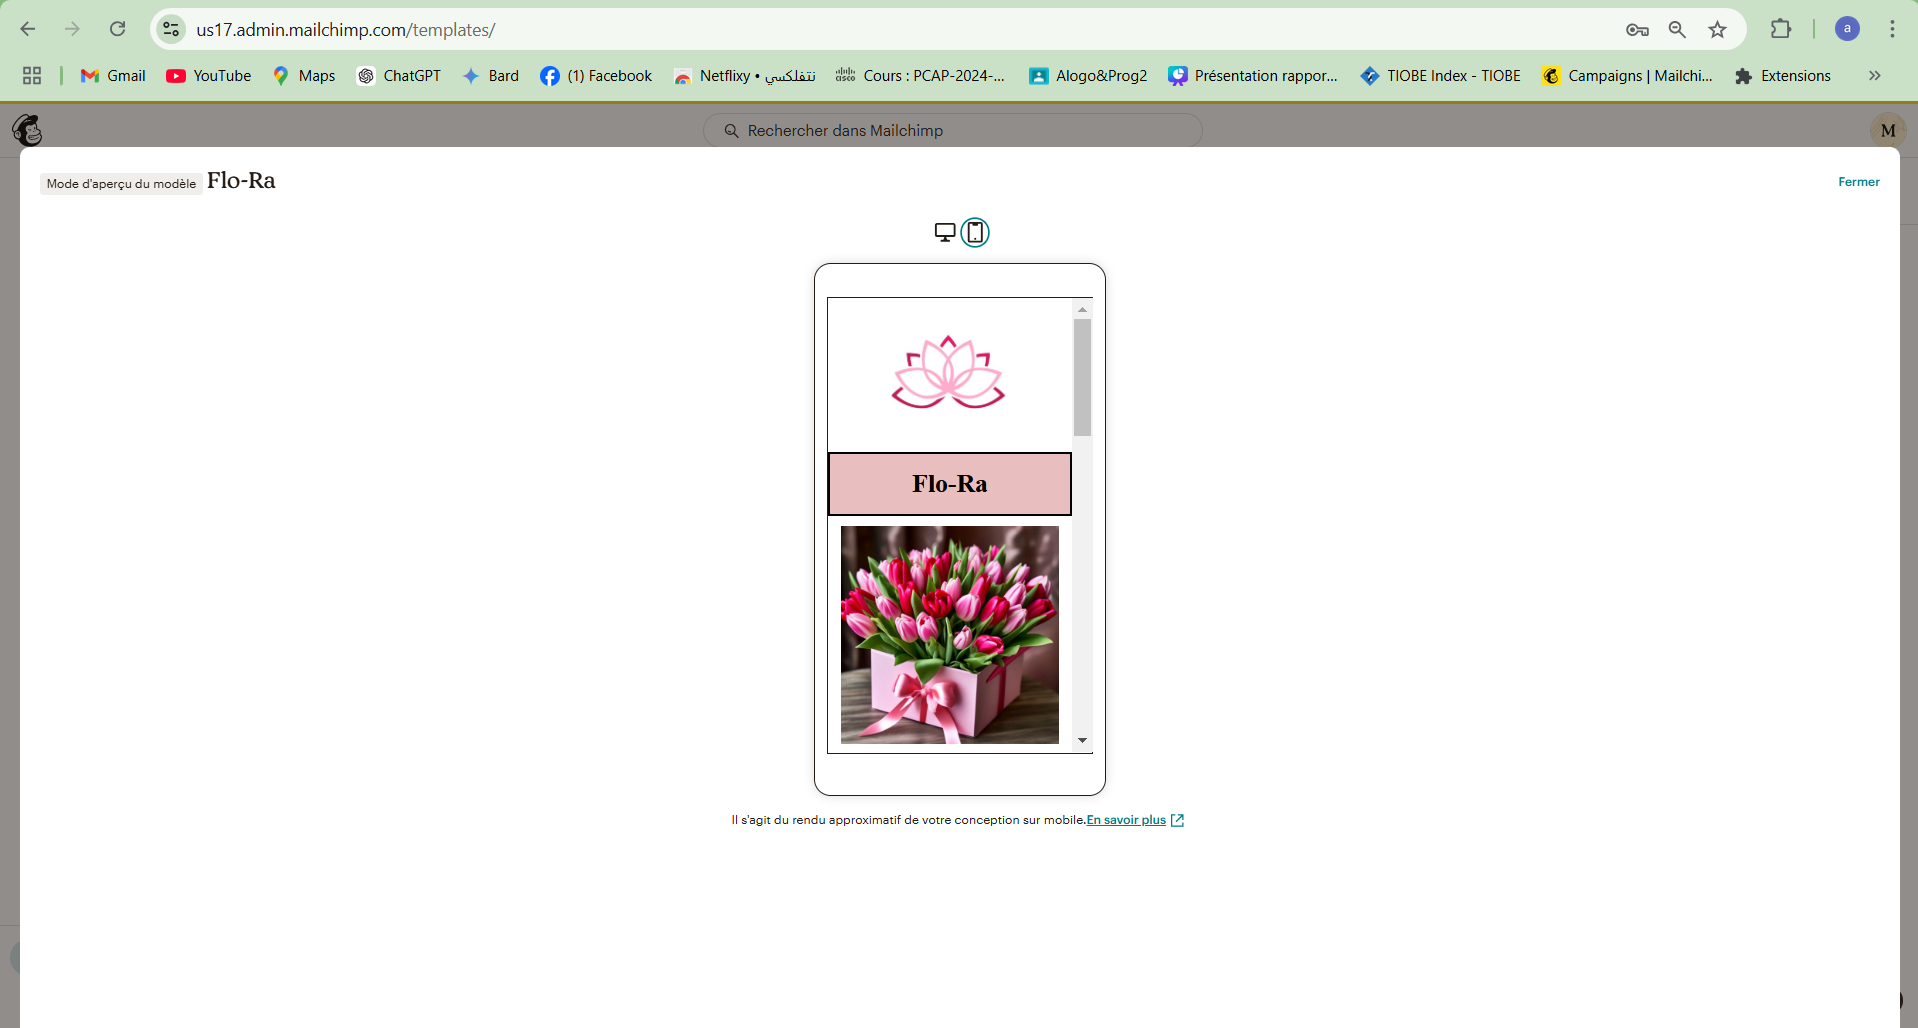 us17.admin.mailchimp.com/templates/
Gmail YouTube Maps ChatGPT Bard (1) Facebook Netflixy • نتفلكسي Cours : PCAP-2024-... Alogo&Prog2 Présentation rappor... TIOBE Index - TIOBE Campaigns | Mailchi... Extensions
a
Rechercher dans Mailchimp
M
Mode d'aperçu du modèle Flo-Ra
Fermer
Flo-Ra
Il s'agit du rendu approximatif de votre conception sur mobile.En savoir plus